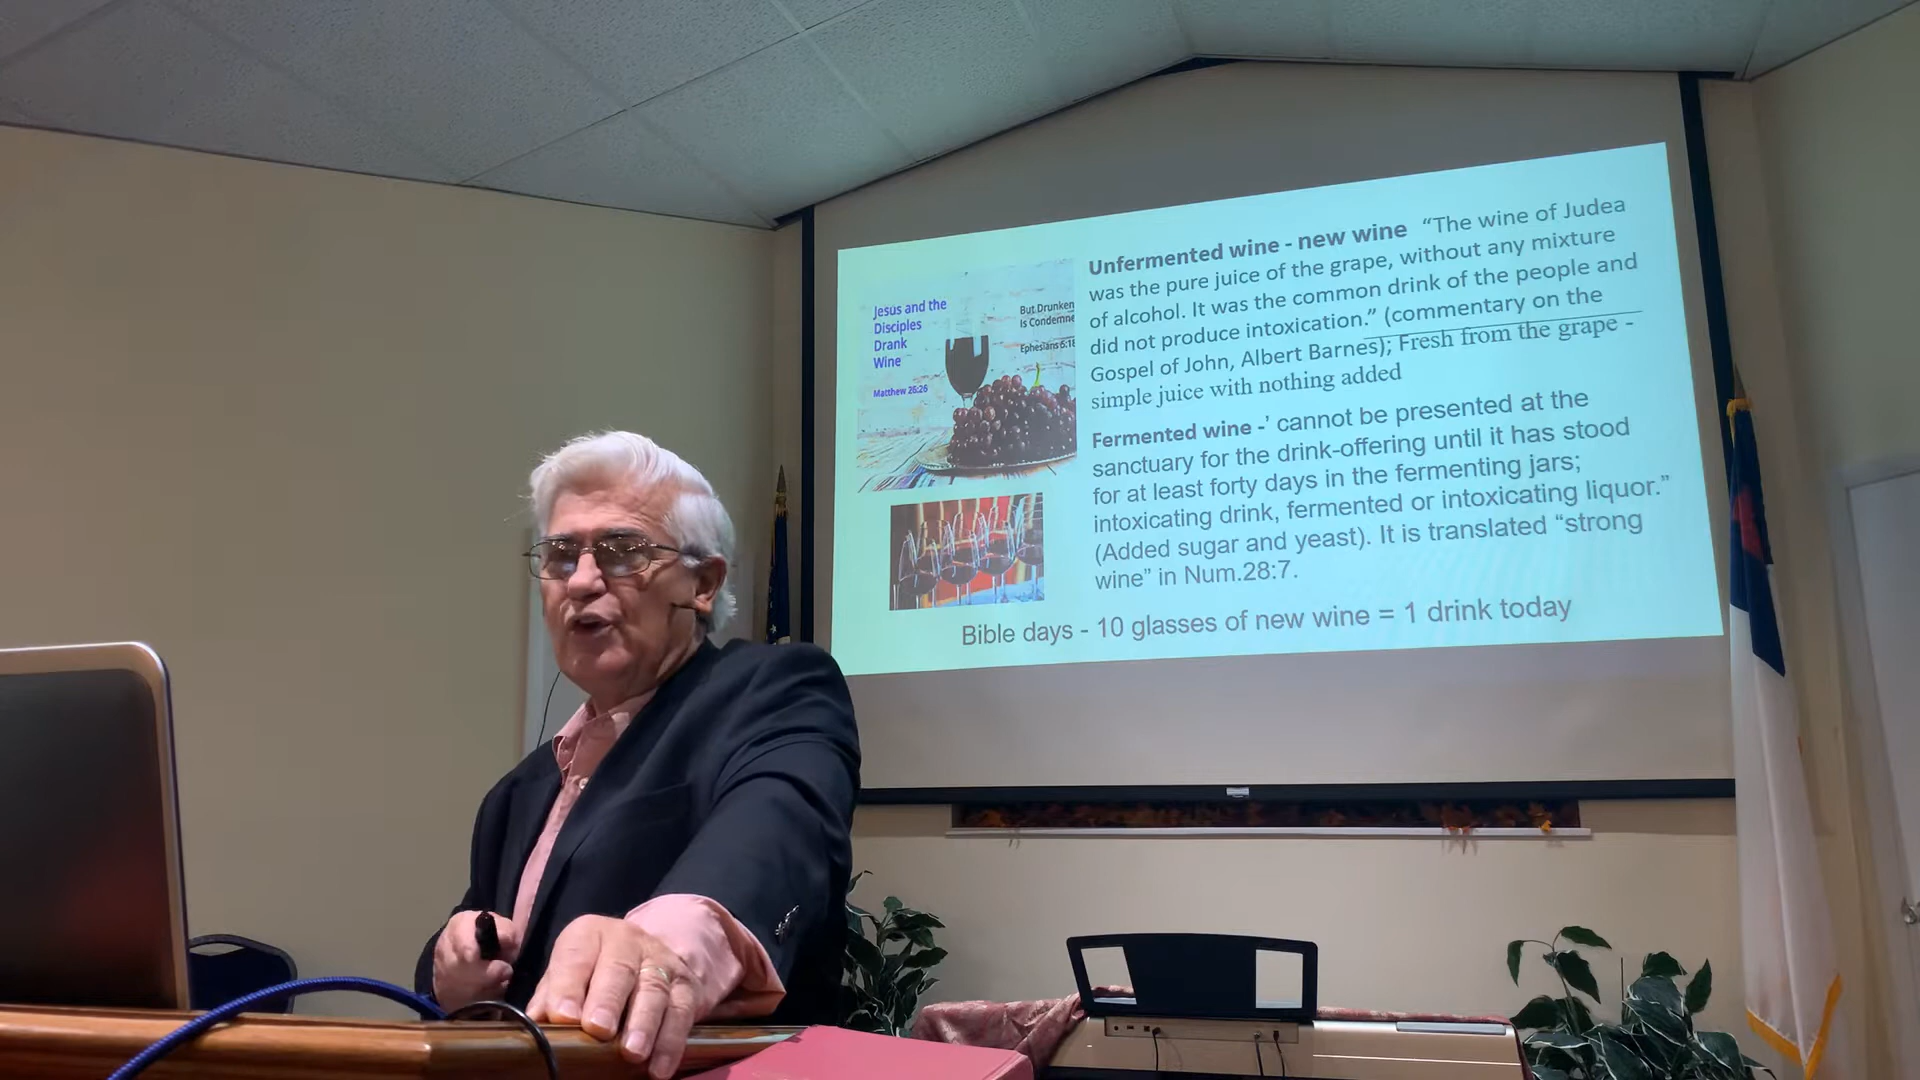 Jesus and the
Disciples
Drank
Wine
Matthew 26:26
But Drunken
Is Condemne
Unfermented wine - new wine “The wine of Judea
was the pure juice of the grape, without any mixture
of alcohol. It was the common drink of the people and
did not produce intoxication.” (commentary on the
Gospel of John, Albert Barnes); Fresh from the grape -
simple juice with nothing added
Fermented wine -’ cannot be presented at the
sanctuary for the drink-offering until it has stood
for at least forty days in the fermenting jars;
intoxicating drink, fermented or intoxicating liquor.”
(Added sugar and yeast). It is translated “strong
wine” in Num.28:7.
Bible days - 10 glasses of new wine = 1 drink today